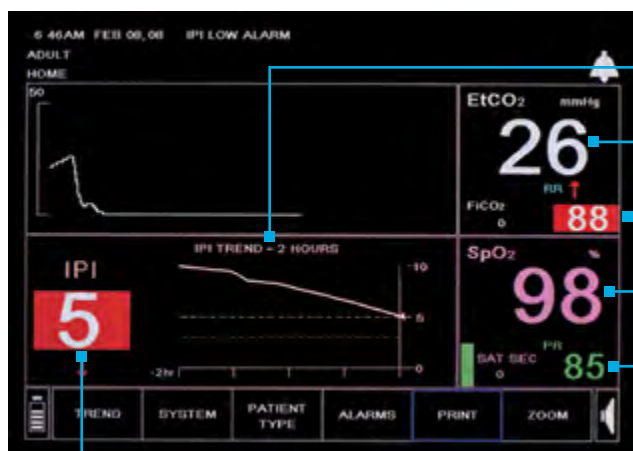 6 46AM FEB 08, 08 IPI LOW ALARM
ADULT
HOME
50
EtCO2 mmHg
26
RR
FiCO2
0
88
IPI TREND - 2 HOURS
IPI
5
10
5
0
-2hr
SpO2 %
98
SAT SEC
0
PR
85
TREND
SYSTEM
PATIENT
TYPE
ALARMS
PRINT
ZOOM